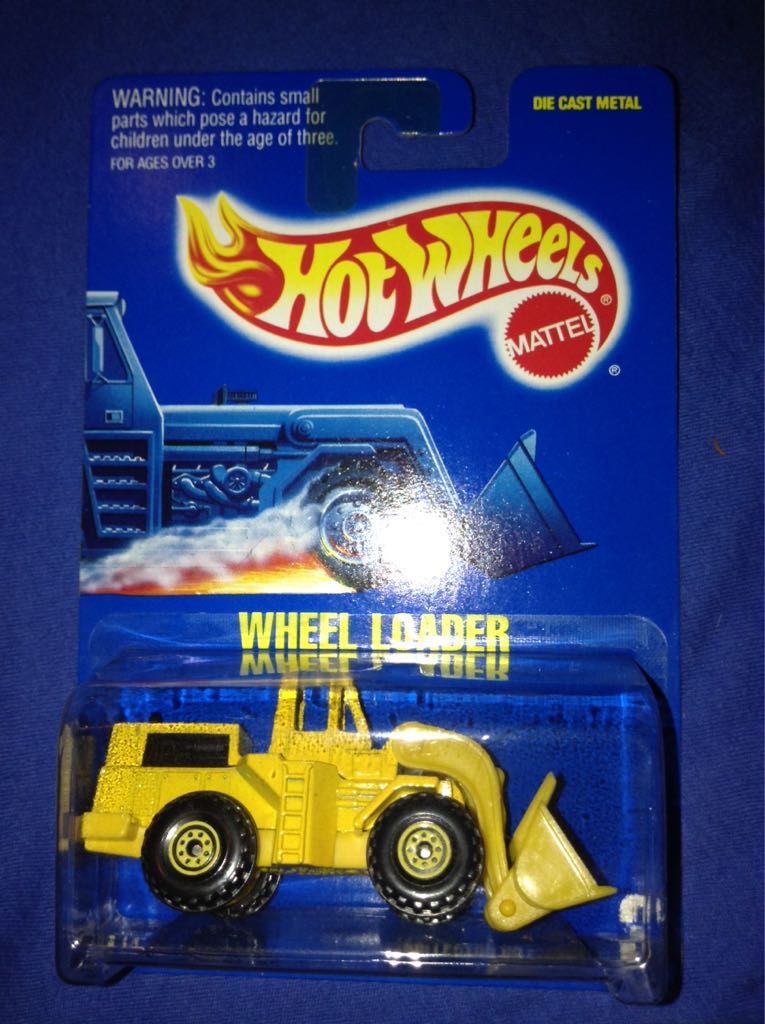 WARNING: Contains small
parts which pose a hazard for
children under the age of three.
FOR AGES OVER 3
DIE CAST METAL
Hot Wheels ®
MATTEL
®
WHEEL LOADER